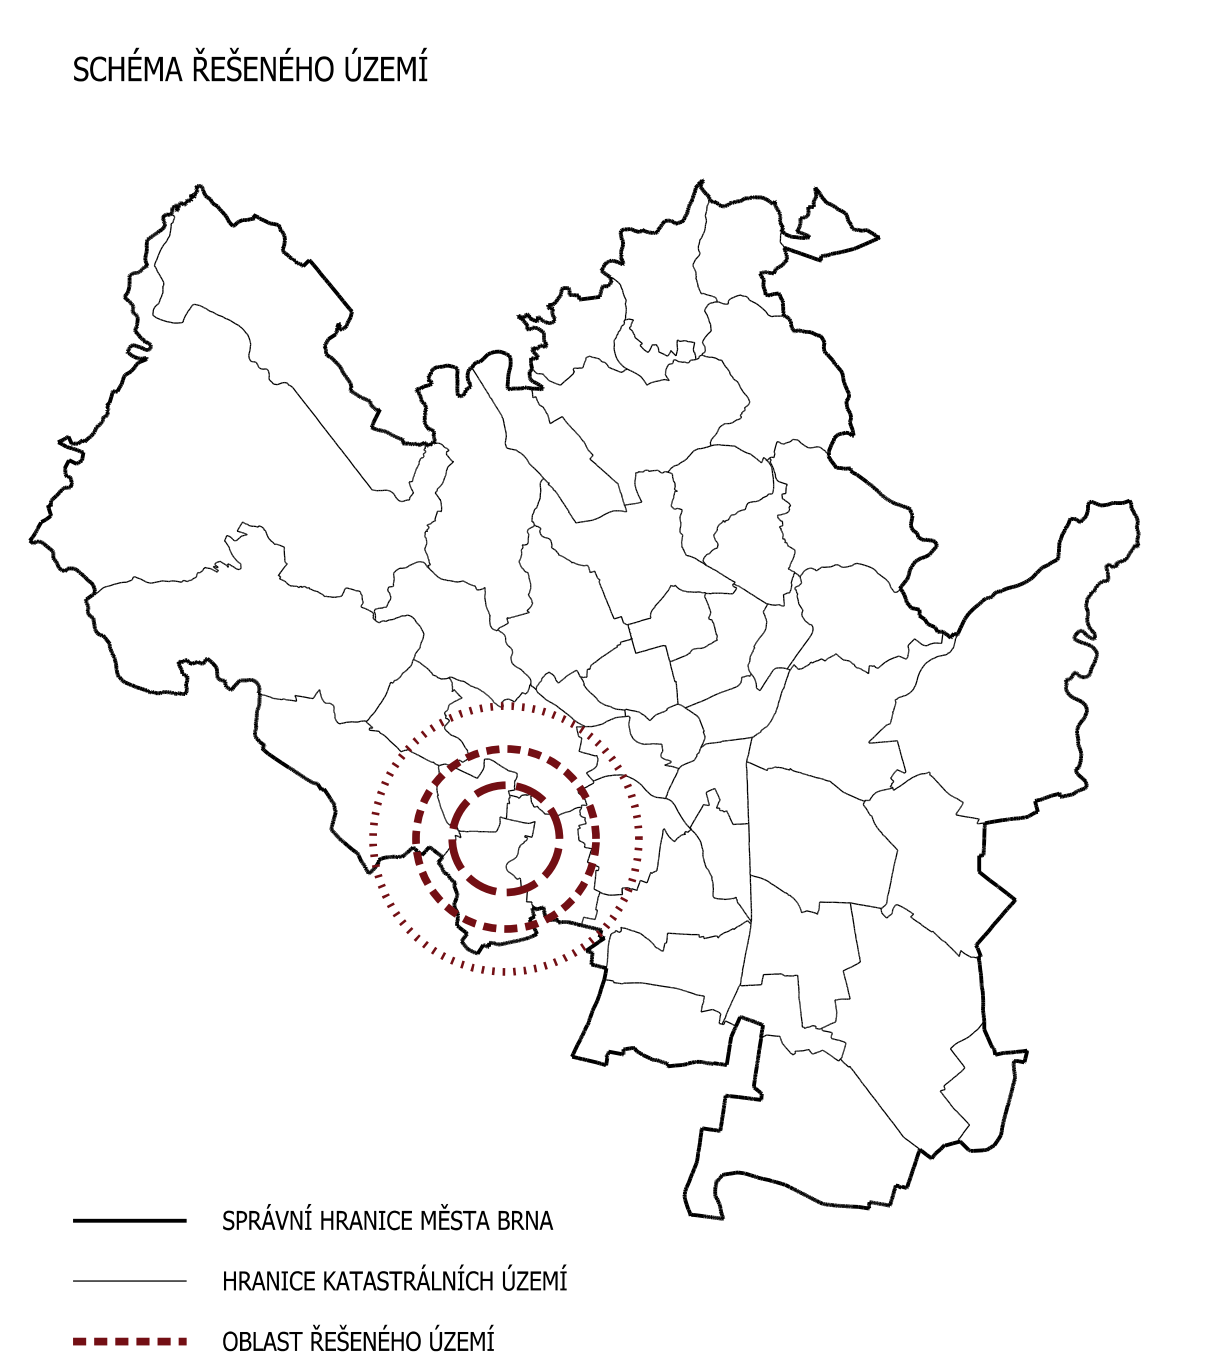 SCHÉMA ŘEŠENÉHO ÚZEMÍ
SPRÁVNÍ HRANICE MĚSTA BRNA
HRANICE KATASTRÁLNÍCH ÚZEMÍ
OBLAST ŘEŠENÉHO ÚZEMÍ